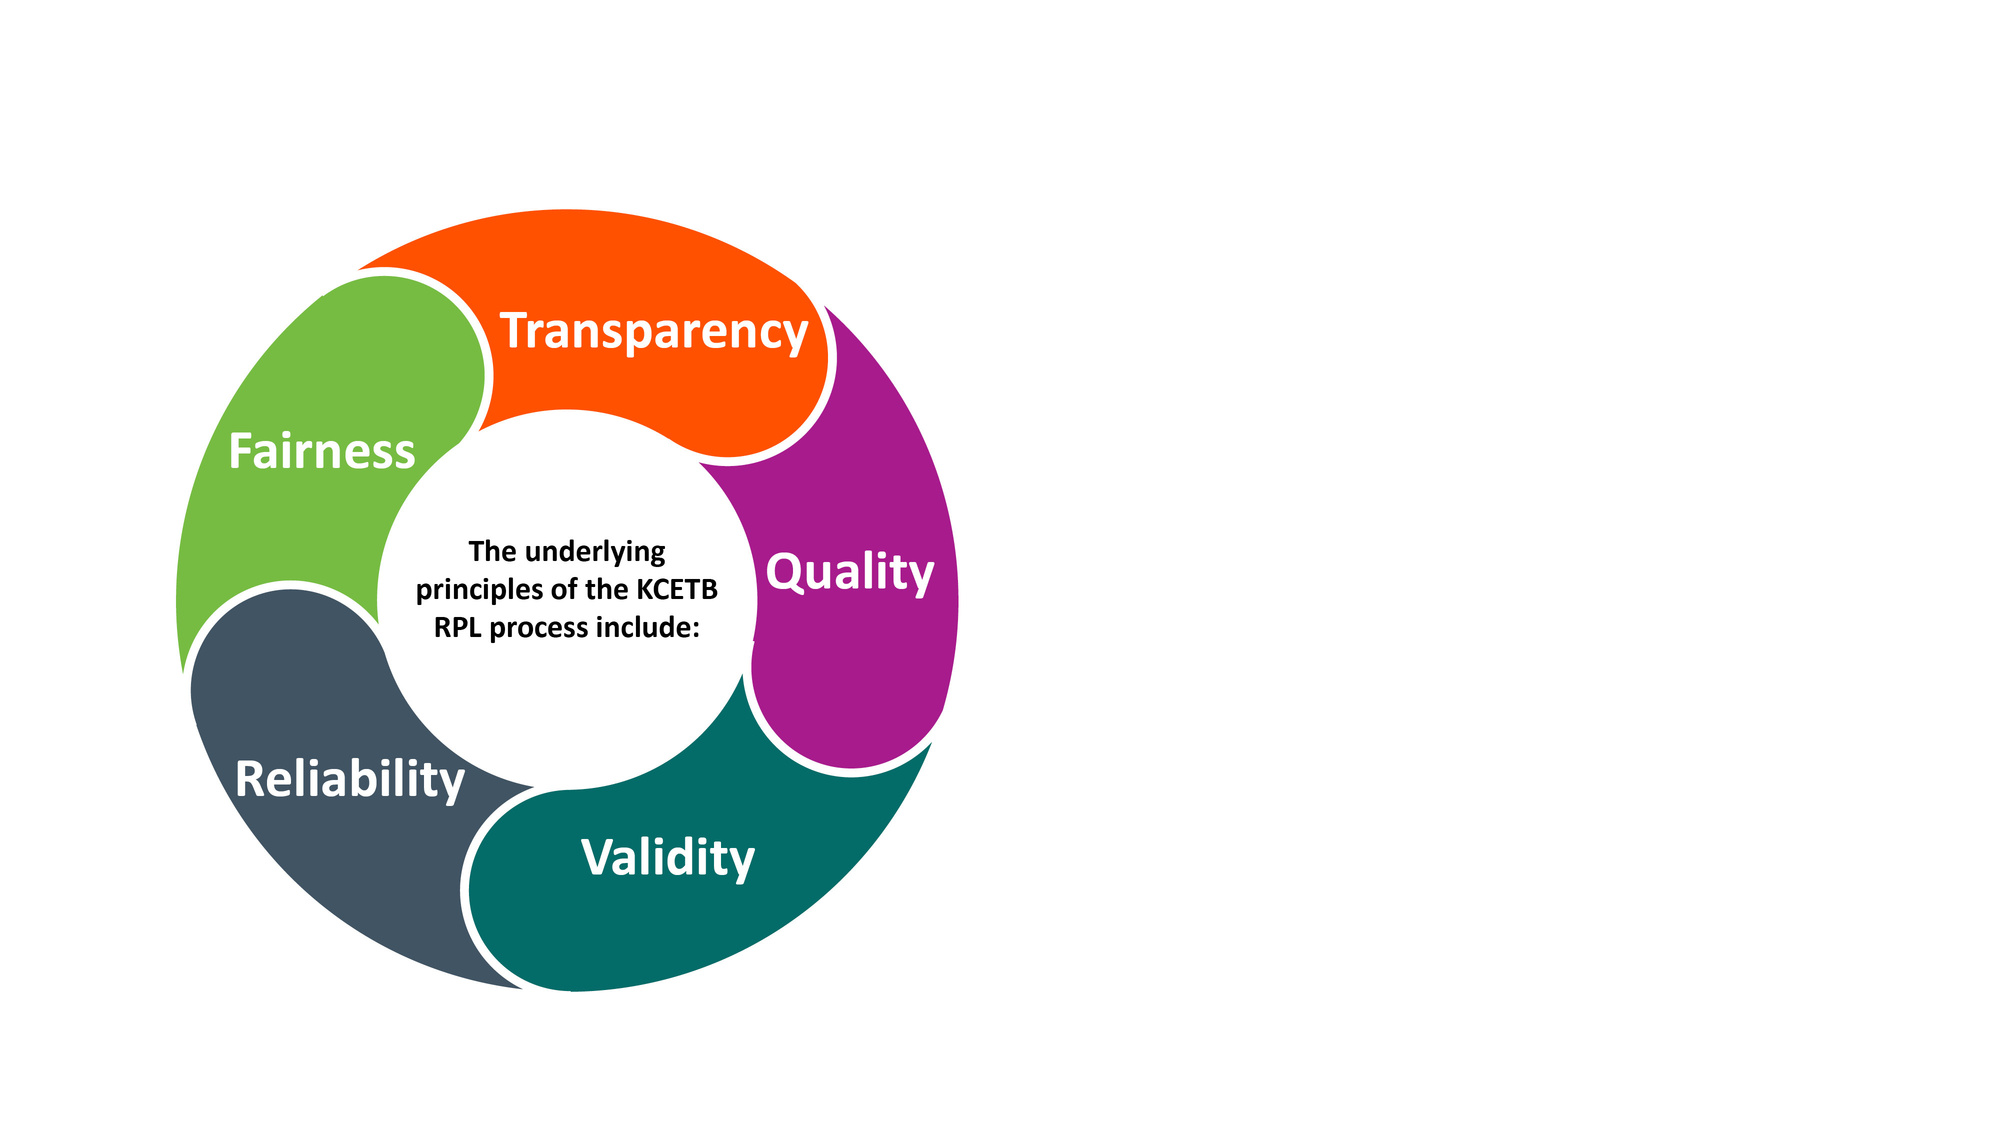 Transparency
Fairness
The underlying
principles of the KCETB
RPL process include:
Quality
Reliability
Validity